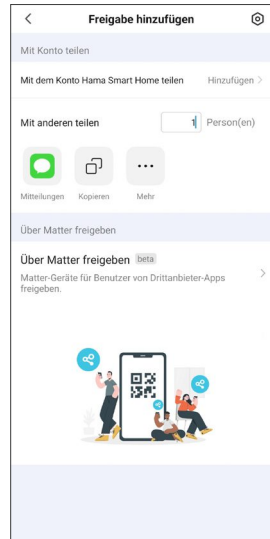 Freigabe hinzufügen
Mit Konto teilen
Mit dem Konto Hama Smart Home teilen Hinzufügen
Mit anderen teilen 1 Person(en)
Mitteilungen Kopieren Mehr
Über Matter freigeben
Über Matter freigeben beta
Matter-Geräte für Benutzer von Drittanbieter-Apps
freigeben.